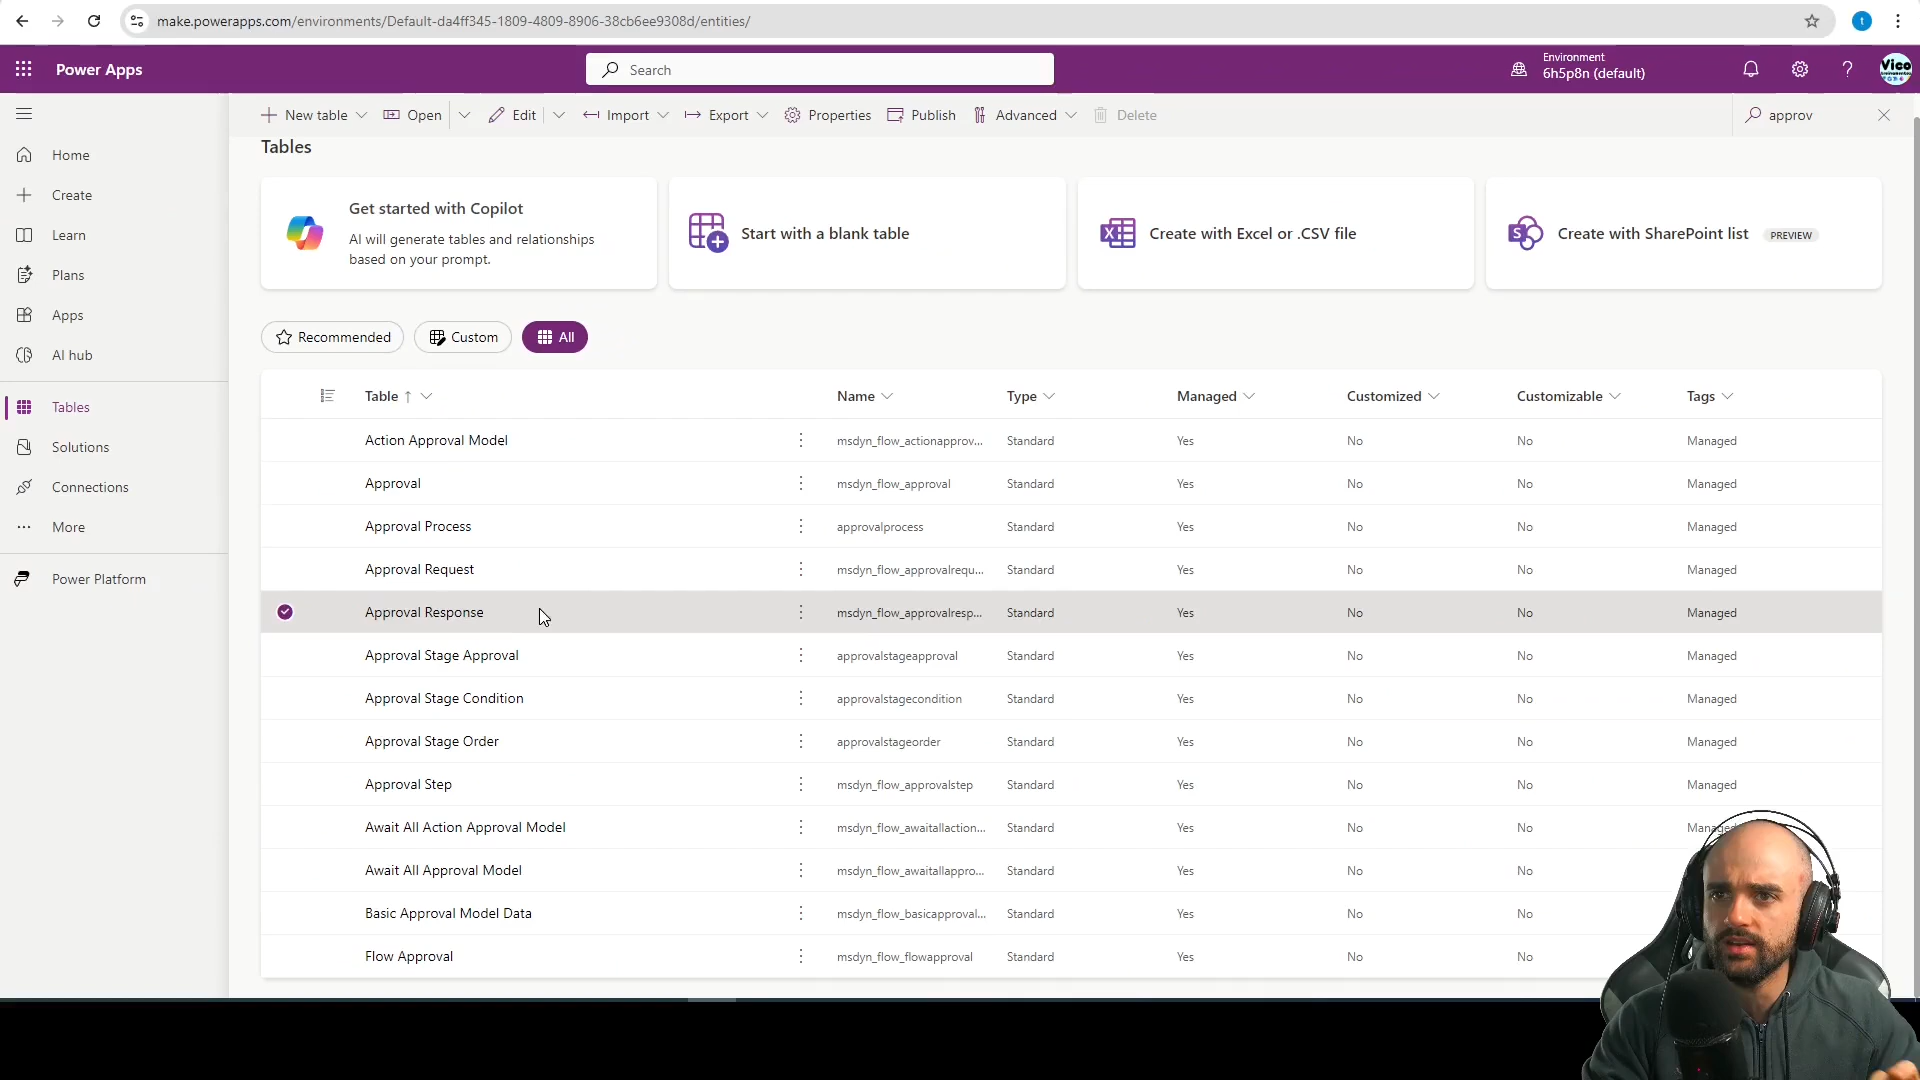 make.powerapps.com/environments/Default-da4ff345-1809-4809-8906-38cb6ee9308d/entities/
t
Power Apps
Search
Environment
6h5p8n (default)
Vico
New table
Open
Edit
Import
Export
Properties
Publish
Advanced
Delete
approv
Home
Create
Learn
Plans
Apps
AI hub
Tables
Solutions
Connections
More
Power Platform
Tables
Get started with Copilot
AI will generate tables and relationships
based on your prompt.
Start with a blank table
Create with Excel or .CSV file
Create with SharePoint list PREVIEW
Recommended
Custom
All
Table ↑ Name Type Managed Customized Customizable Tags
Action Approval Model msdyn_flow_actionapprov... Standard Yes No No Managed
Approval msdyn_flow_approval Standard Yes No No Managed
Approval Process approvalprocess Standard Yes No No Managed
Approval Request msdyn_flow_approvalrequ... Standard Yes No No Managed
Approval Response msdyn_flow_approvalresp... Standard Yes No No Managed
Approval Stage Approval approvalstageapproval Standard Yes No No Managed
Approval Stage Condition approvalstagecondition Standard Yes No No Managed
Approval Stage Order approvalstageorder Standard Yes No No Managed
Approval Step msdyn_flow_approvalstep Standard Yes No No Managed
Await All Action Approval Model msdyn_flow_awaitallaction... Standard Yes No No Managed
Await All Approval Model msdyn_flow_awaitallappro... Standard Yes No No
Basic Approval Model Data msdyn_flow_basicapproval... Standard Yes No No
Flow Approval msdyn_flow_flowapproval Standard Yes No No